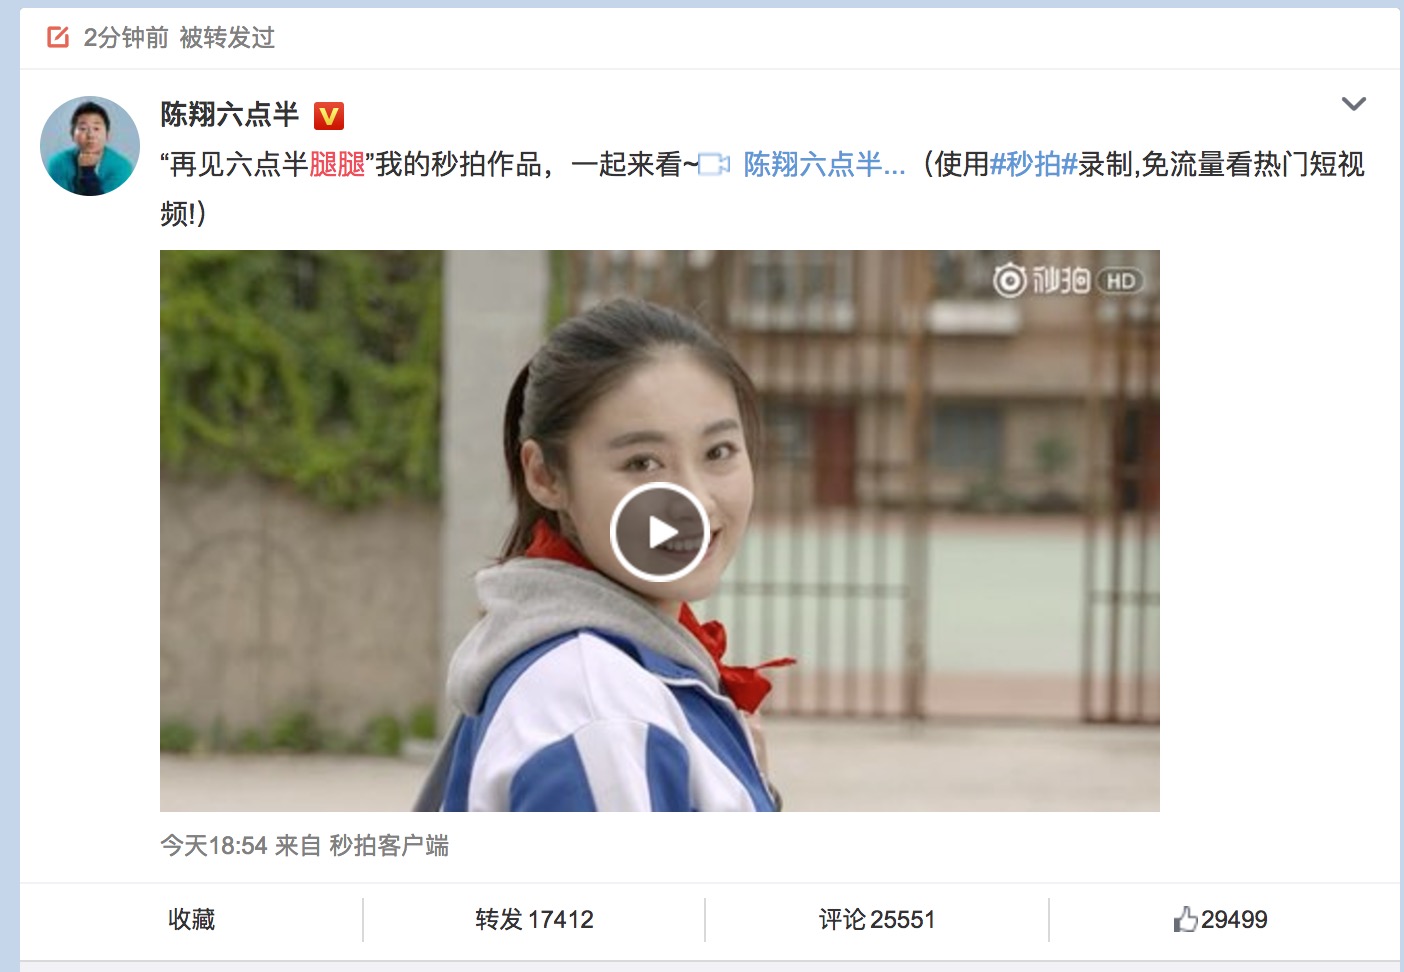 2分钟前 被转发过
陈翔六点半 V
“再见六点半腿腿”我的秒拍作品，一起来看~ 陈翔六点半...（使用#秒拍#录制,免流量看热门短视
频!）
秒拍 HD
今天18:54 来自 秒拍客户端
收藏 转发 17412 评论 25551 29499